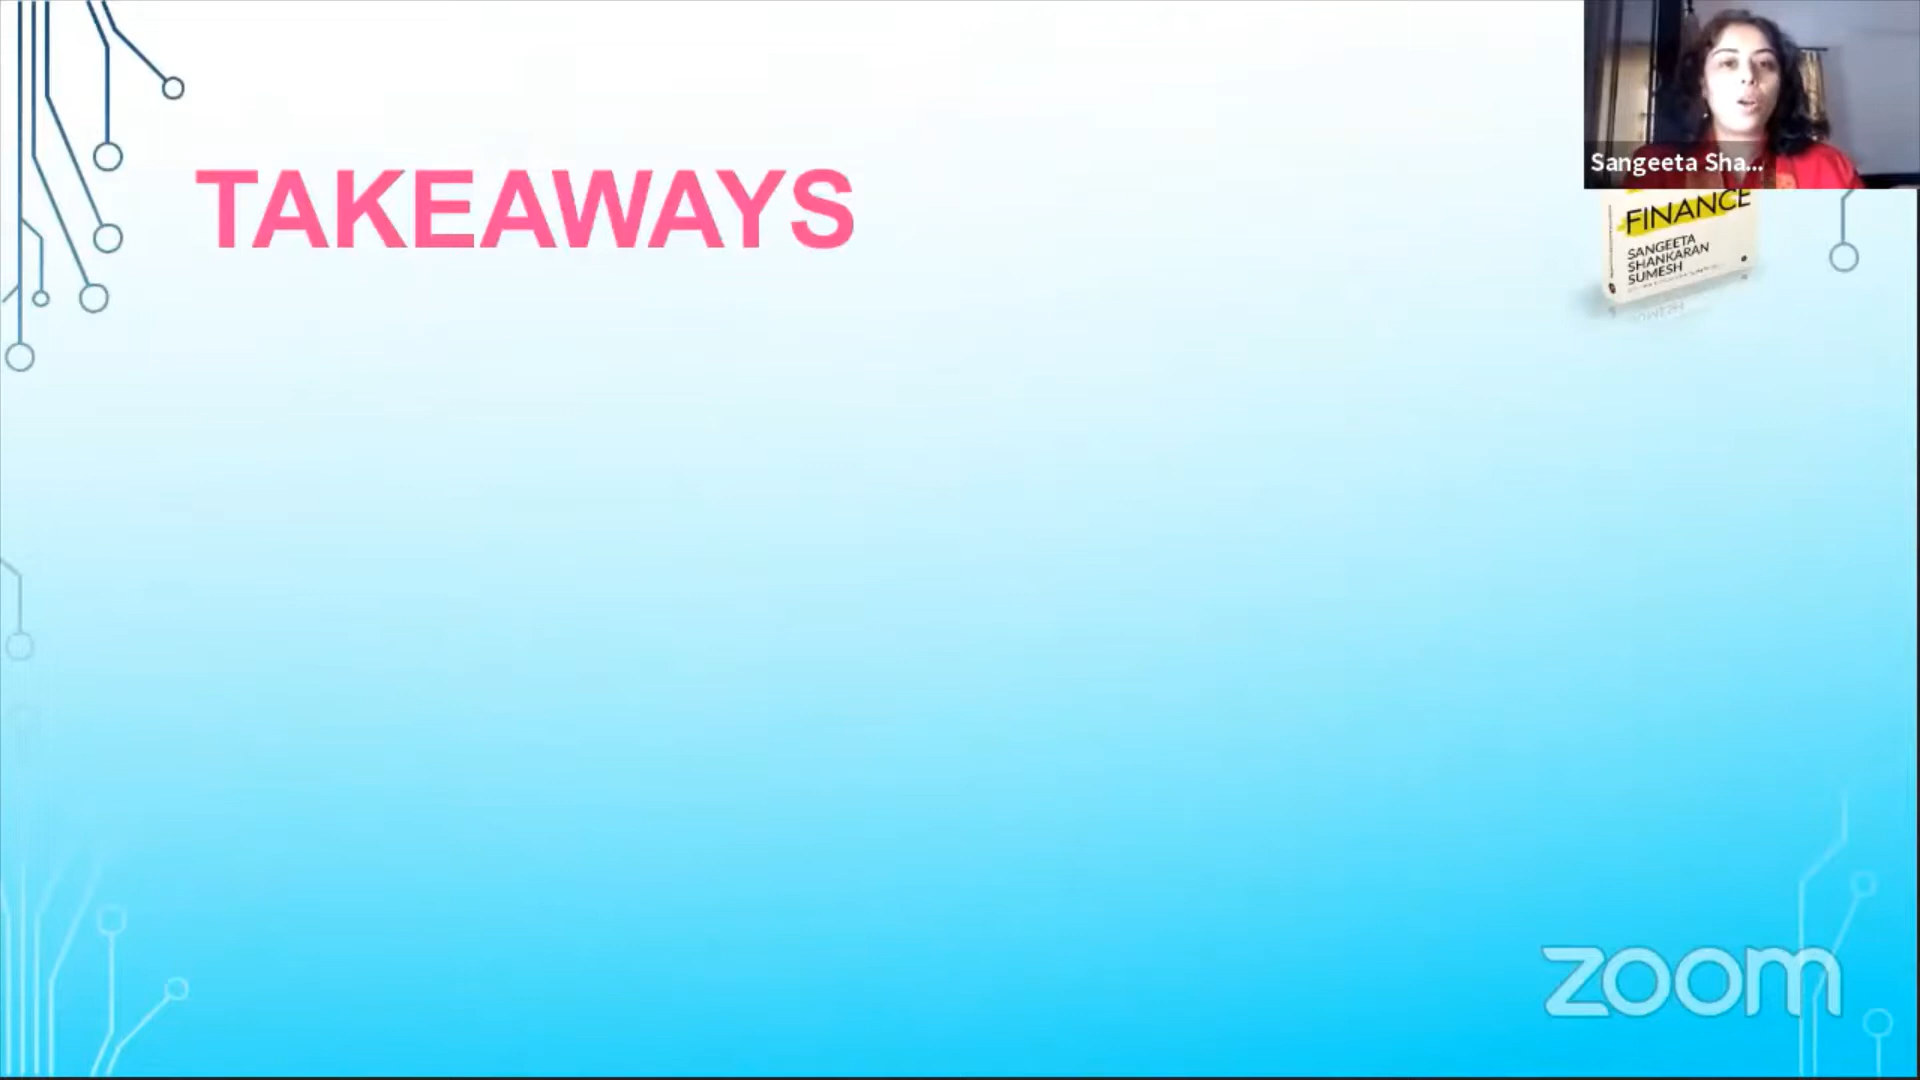 TAKEAWAYS
Sangeeta Sha...
FINANCE
SANGEETA
SHANKARAN
SUMESH
zoom